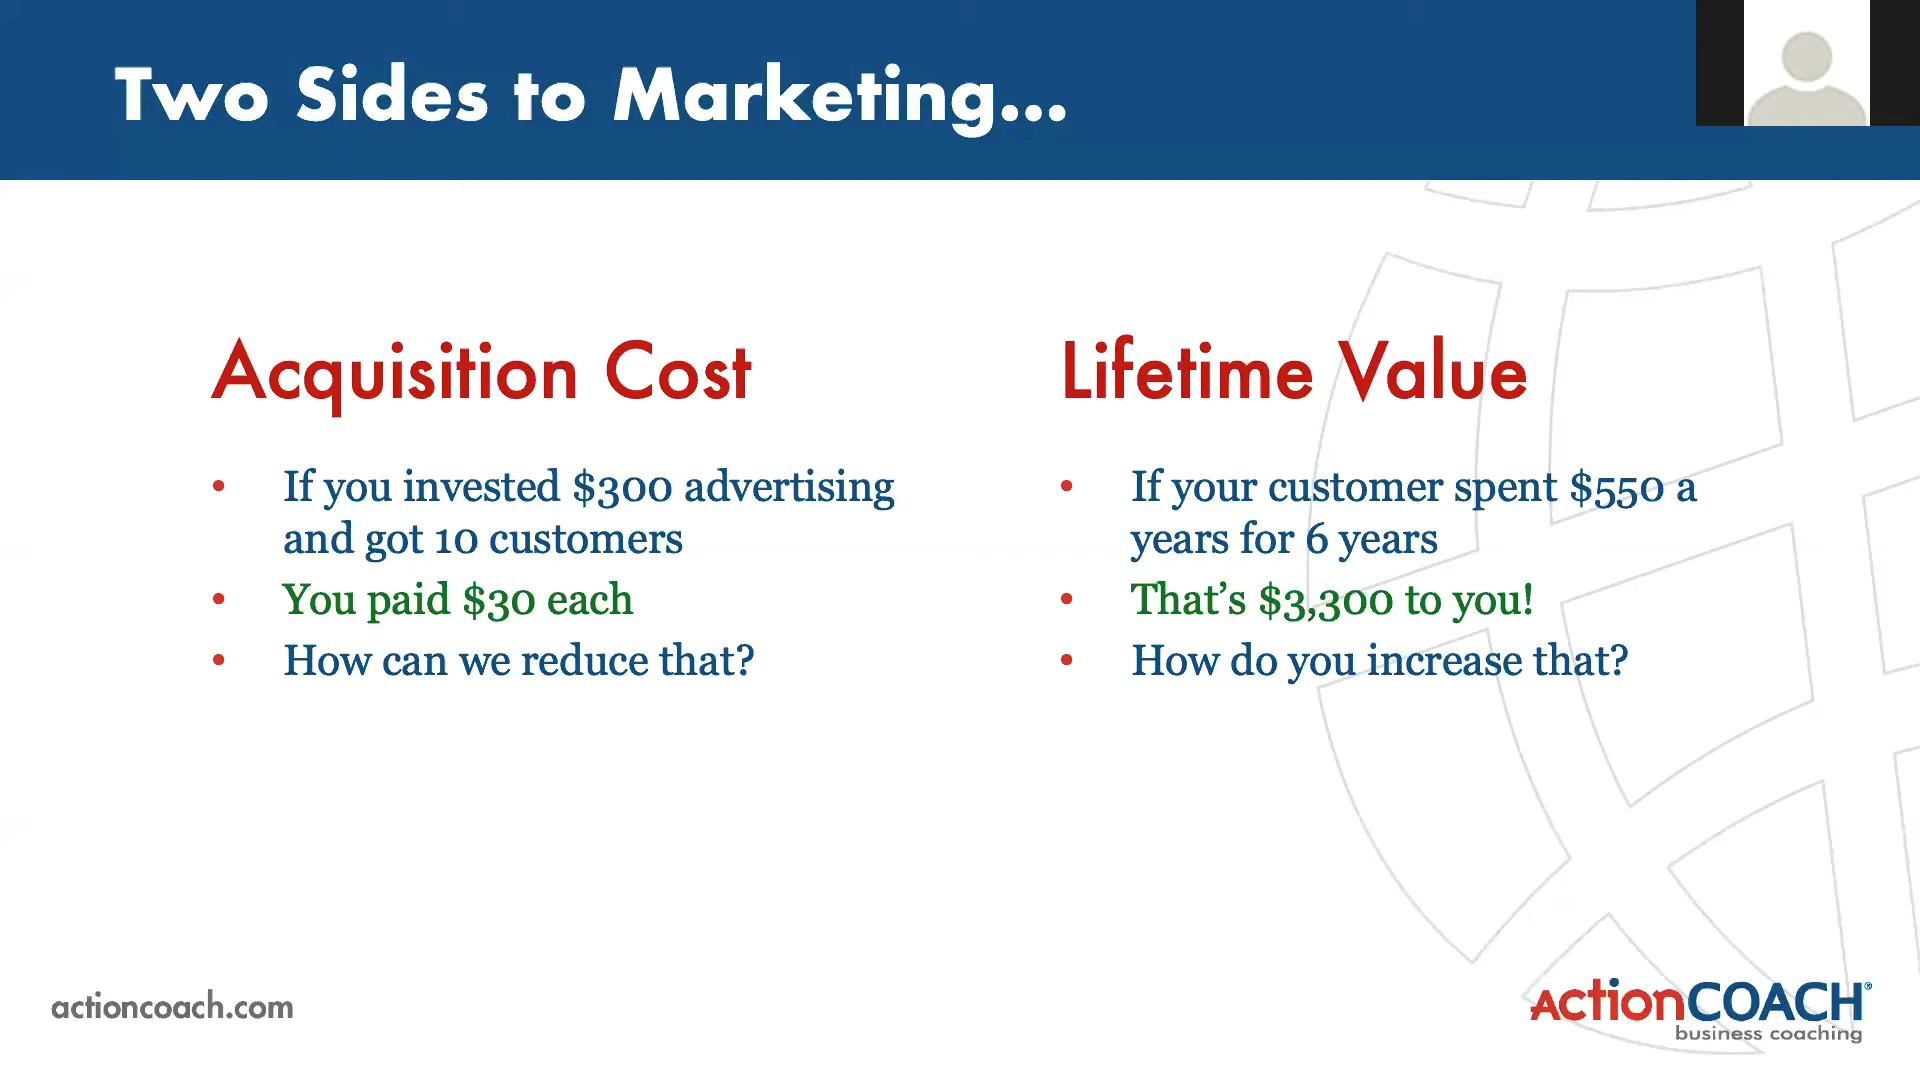 Two Sides to Marketing...
Acquisition Cost
• If you invested $300 advertising
and got 10 customers
• You paid $30 each
• How can we reduce that?
Lifetime Value
• If your customer spent $550 a
years for 6 years
• That’s $3,300 to you!
• How do you increase that?
actioncoach.com
ActionCOACH®
business coaching